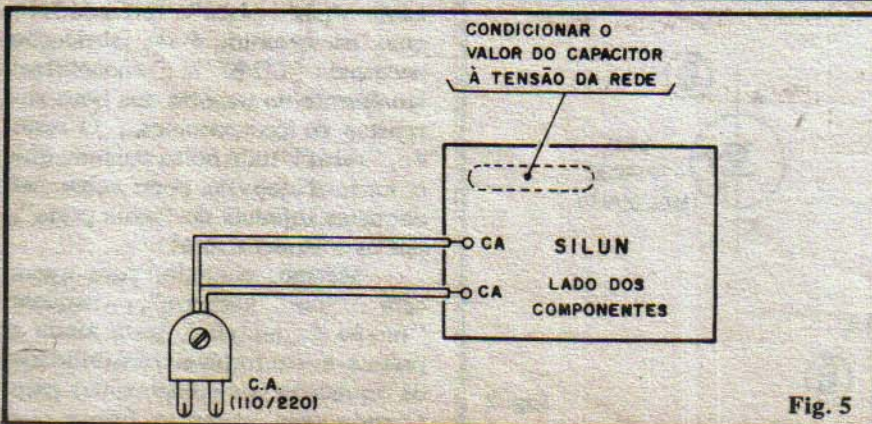 CONDICIONAR O
VALOR DO CAPACITOR
À TENSÃO DA REDE
CA
SILUN
CA
LADO DOS
COMPONENTES
C.A.
(110/220)
Fig. 5